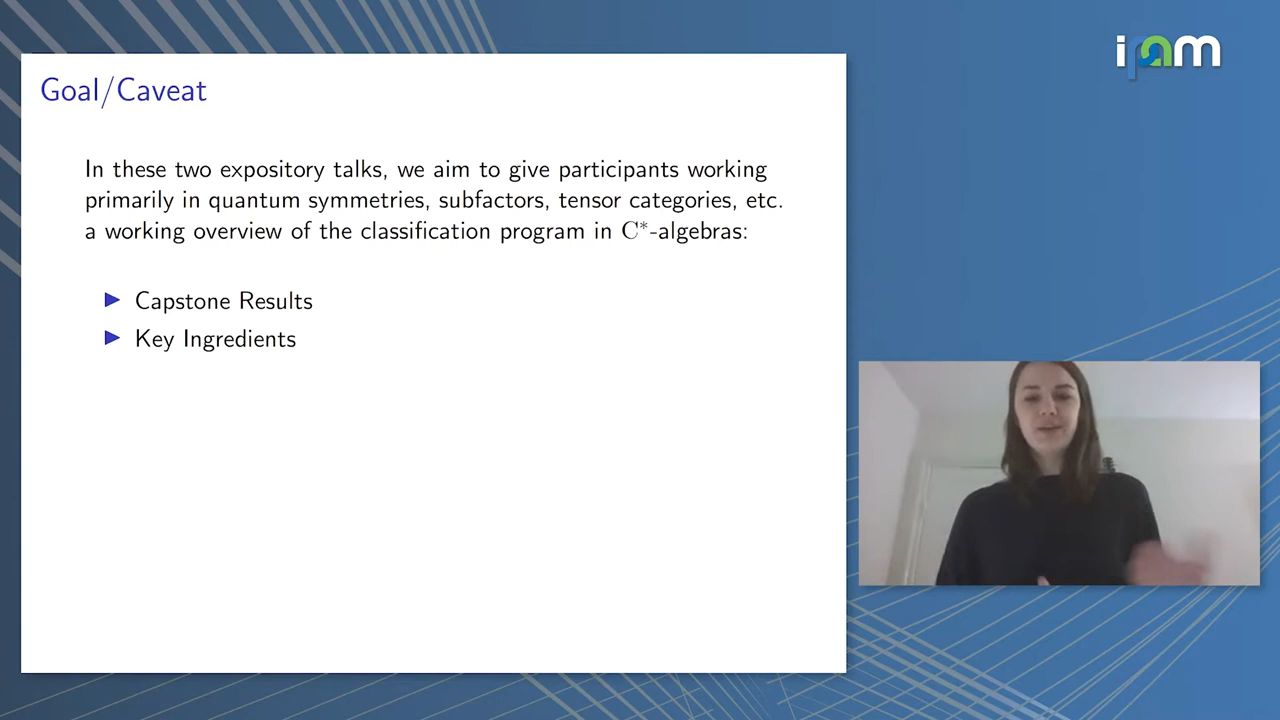 ipam
Goal/Caveat
In these two expository talks, we aim to give participants working
primarily in quantum symmetries, subfactors, tensor categories, etc.
a working overview of the classification program in C*-algebras:
▶ Capstone Results
▶ Key Ingredients